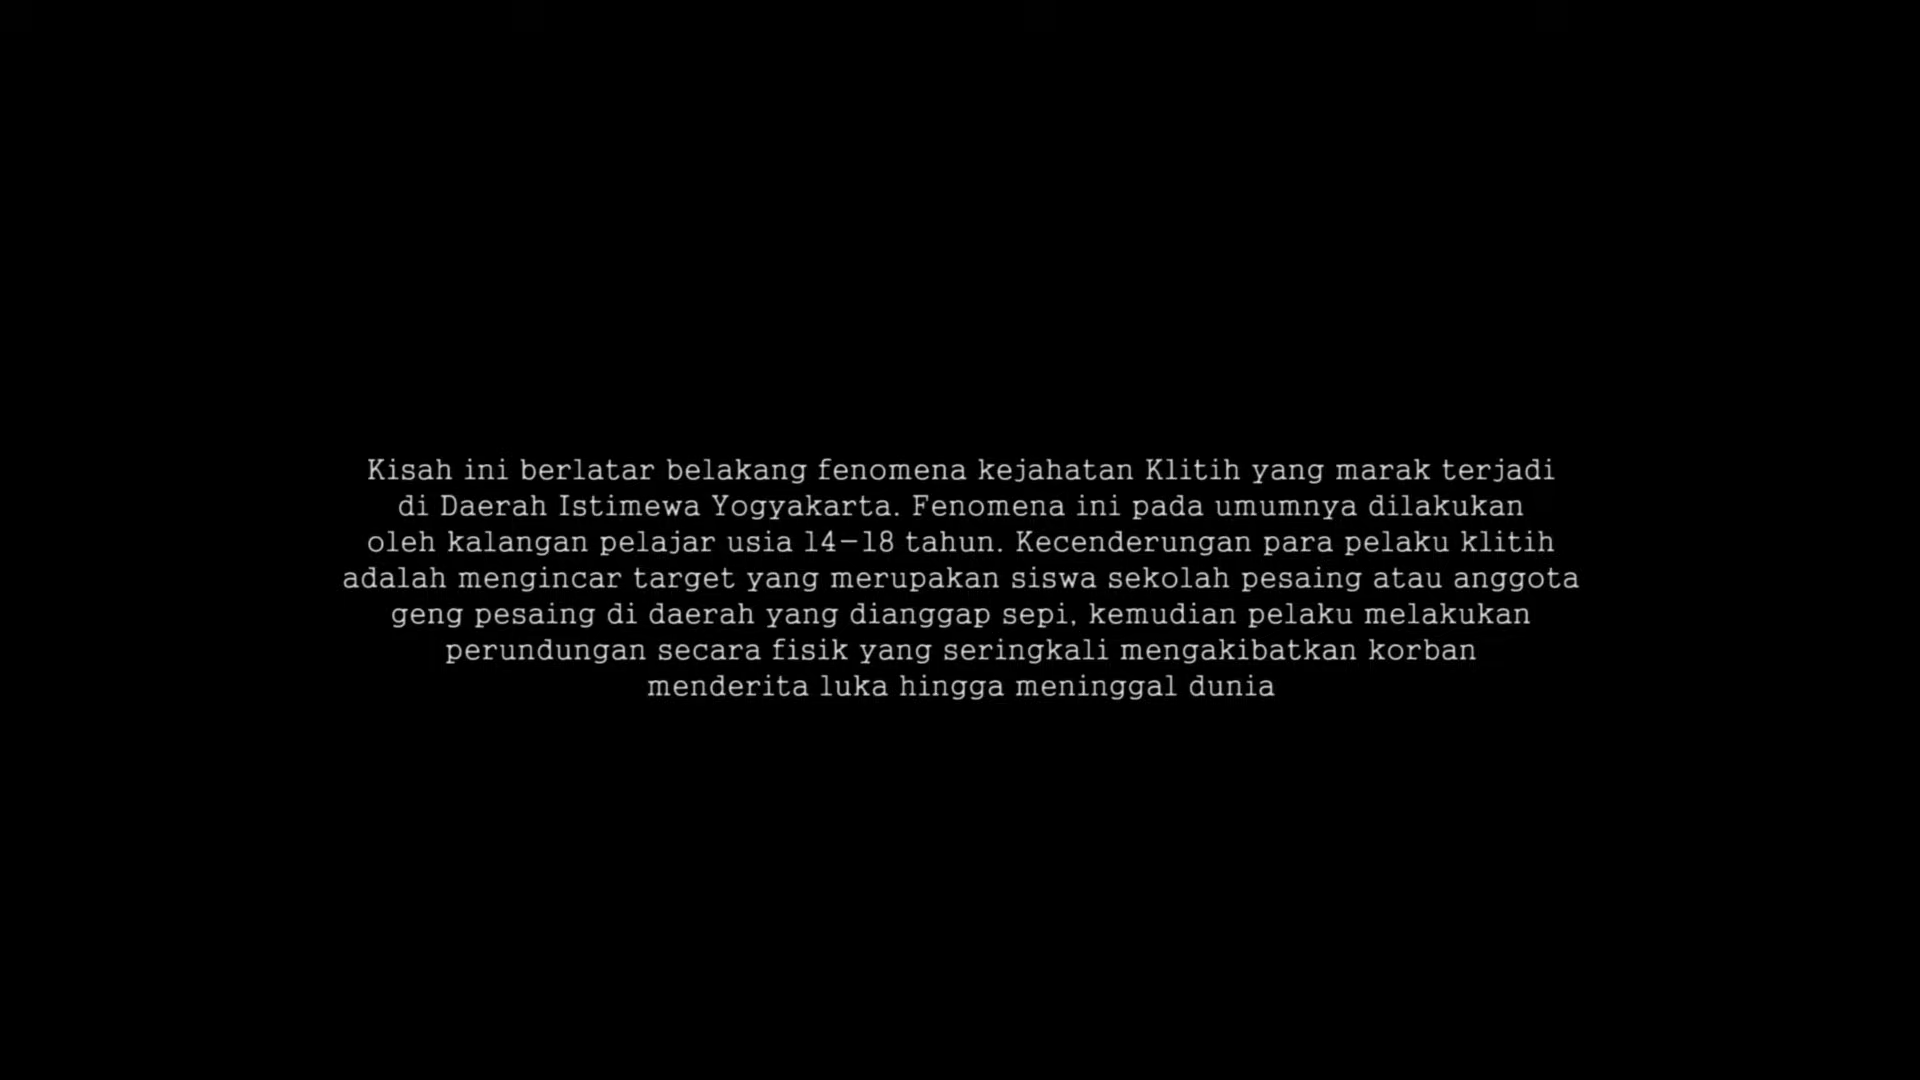 Kisah ini berlatar belakang fenomena kejahatan Klitih yang marak terjadi
di Daerah Istimewa Yogyakarta. Fenomena ini pada umumnya dilakukan
oleh kalangan pelajar usia 14-18 tahun. Kecenderungan para pelaku klitih
adalah mengincar target yang merupakan siswa sekolah pesaing atau anggota
geng pesaing di daerah yang dianggap sepi, kemudian pelaku melakukan
perundungan secara fisik yang seringkali mengakibatkan korban
menderita luka hingga meninggal dunia